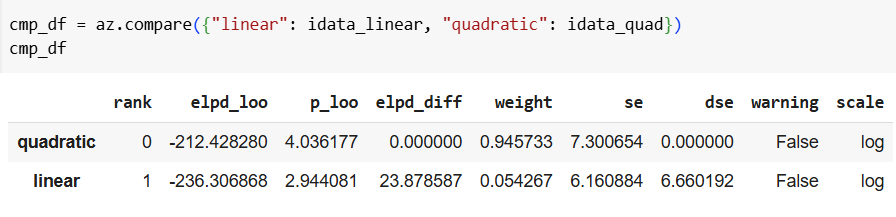 cmp_df = az.compare({"linear": idata_linear, "quadratic": idata_quad})
cmp_df
rank elpd_loo p_loo elpd_diff weight se dse warning scale
quadratic 0 -212.428280 4.036177 0.000000 0.945733 7.300654 0.000000 False log
linear 1 -236.306868 2.944081 23.878587 0.054267 6.160884 6.660192 False log